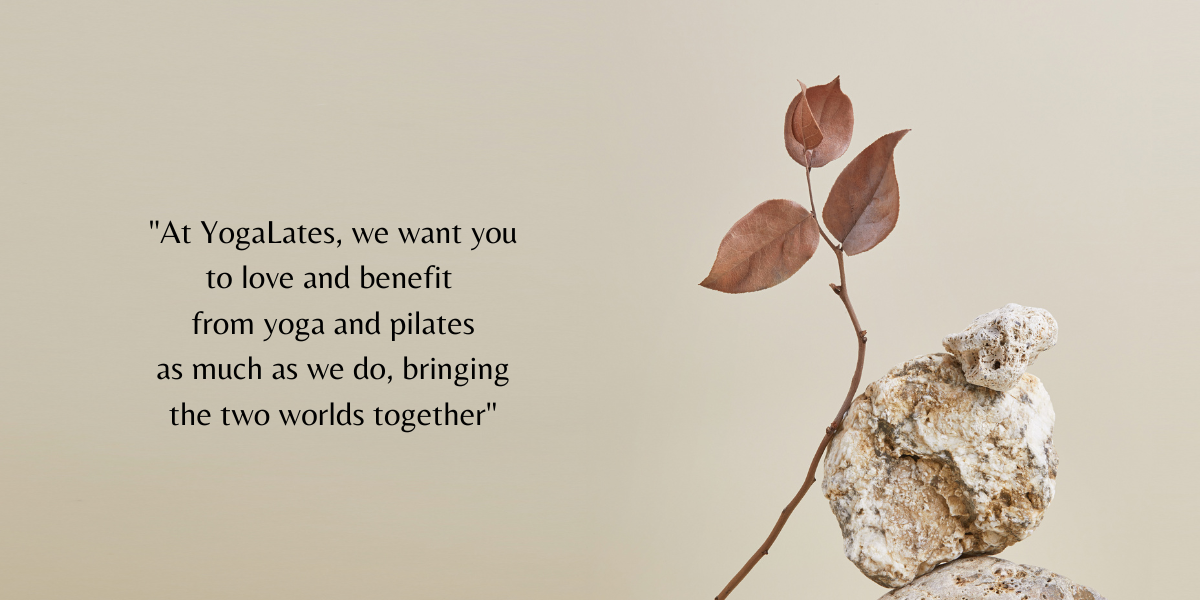 "At YogaLates, we want you
to love and benefit
from yoga and pilates
as much as we do, bringing
the two worlds together"